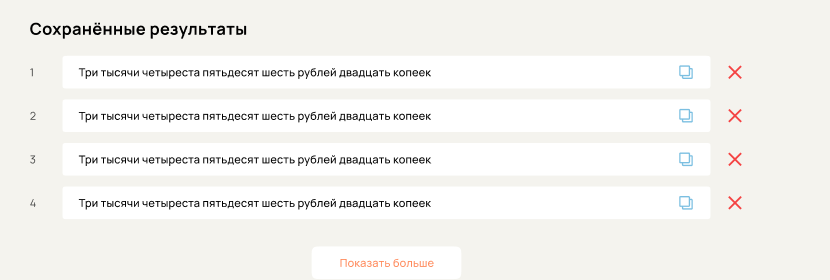 Сохранённые результаты
1 Три тысячи четыреста пятьдесят шесть рублей двадцать копеек
2 Три тысячи четыреста пятьдесят шесть рублей двадцать копеек
3 Три тысячи четыреста пятьдесят шесть рублей двадцать копеек
4 Три тысячи четыреста пятьдесят шесть рублей двадцать копеек
Показать больше